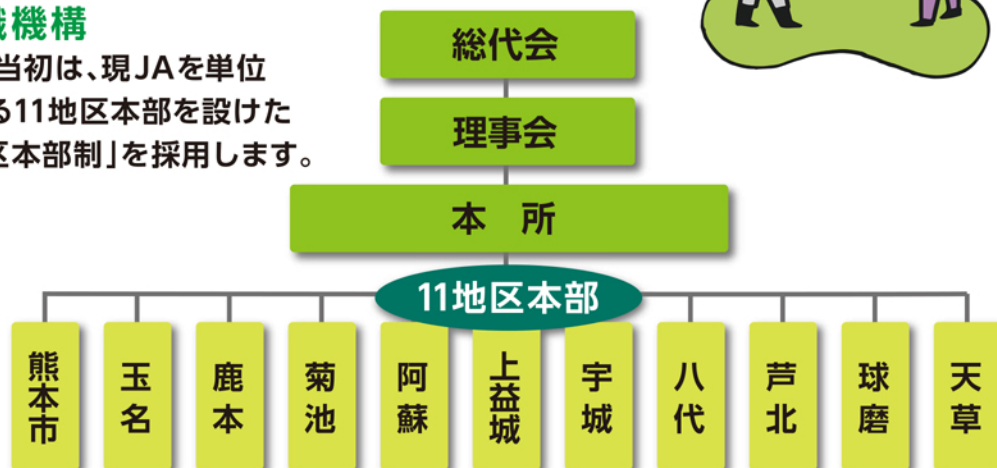 織機構
当初は、現JAを単位
る11地区本部を設けた
区本部制」を採用します。
総代会
理事会
本 所
11地区本部
熊本市
玉名
鹿本
菊池
阿蘇
上益城
宇城
八代
芦北
球磨
天草